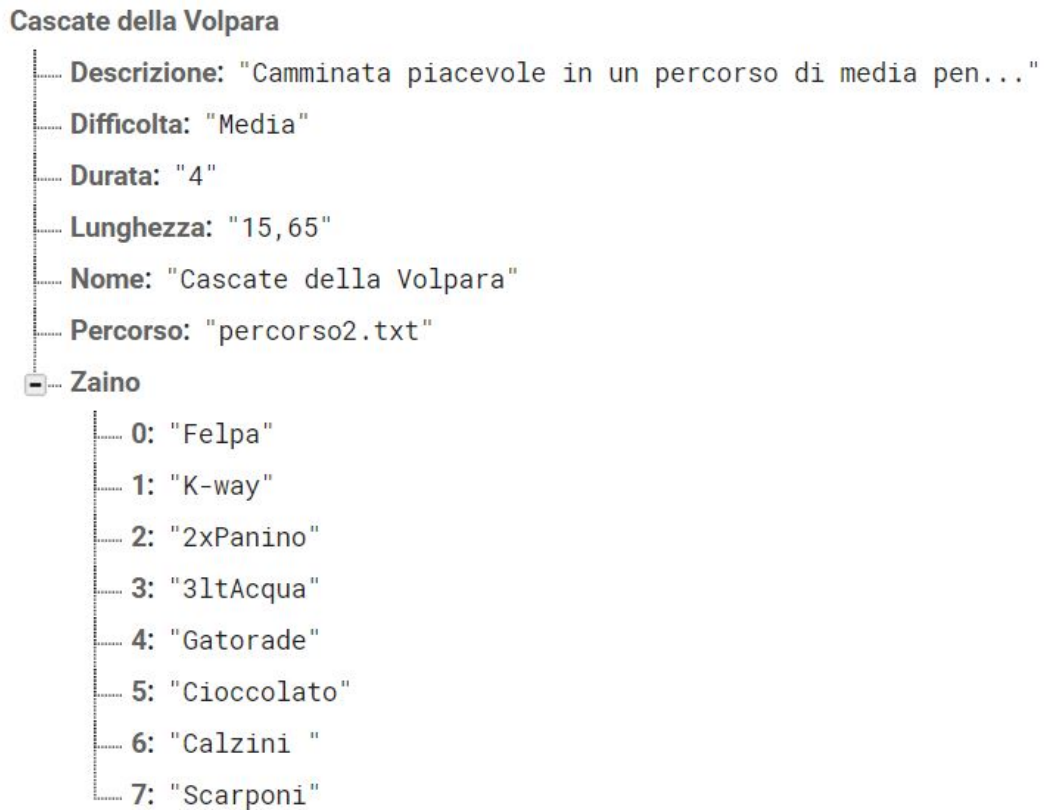 Cascate della Volpara
Descrizione: "Camminata piacevole in un percorso di media pen..."
Difficolta: "Media"
Durata: "4"
Lunghezza: "15,65"
Nome: "Cascate della Volpara"
Percorso: "percorso2.txt"
Zaino
0: "Felpa"
1: "K-way"
2: "2xPanino"
3: "3ltAcqua"
4: "Gatorade"
5: "Cioccolato"
6: "Calzini "
7: "Scarponi"